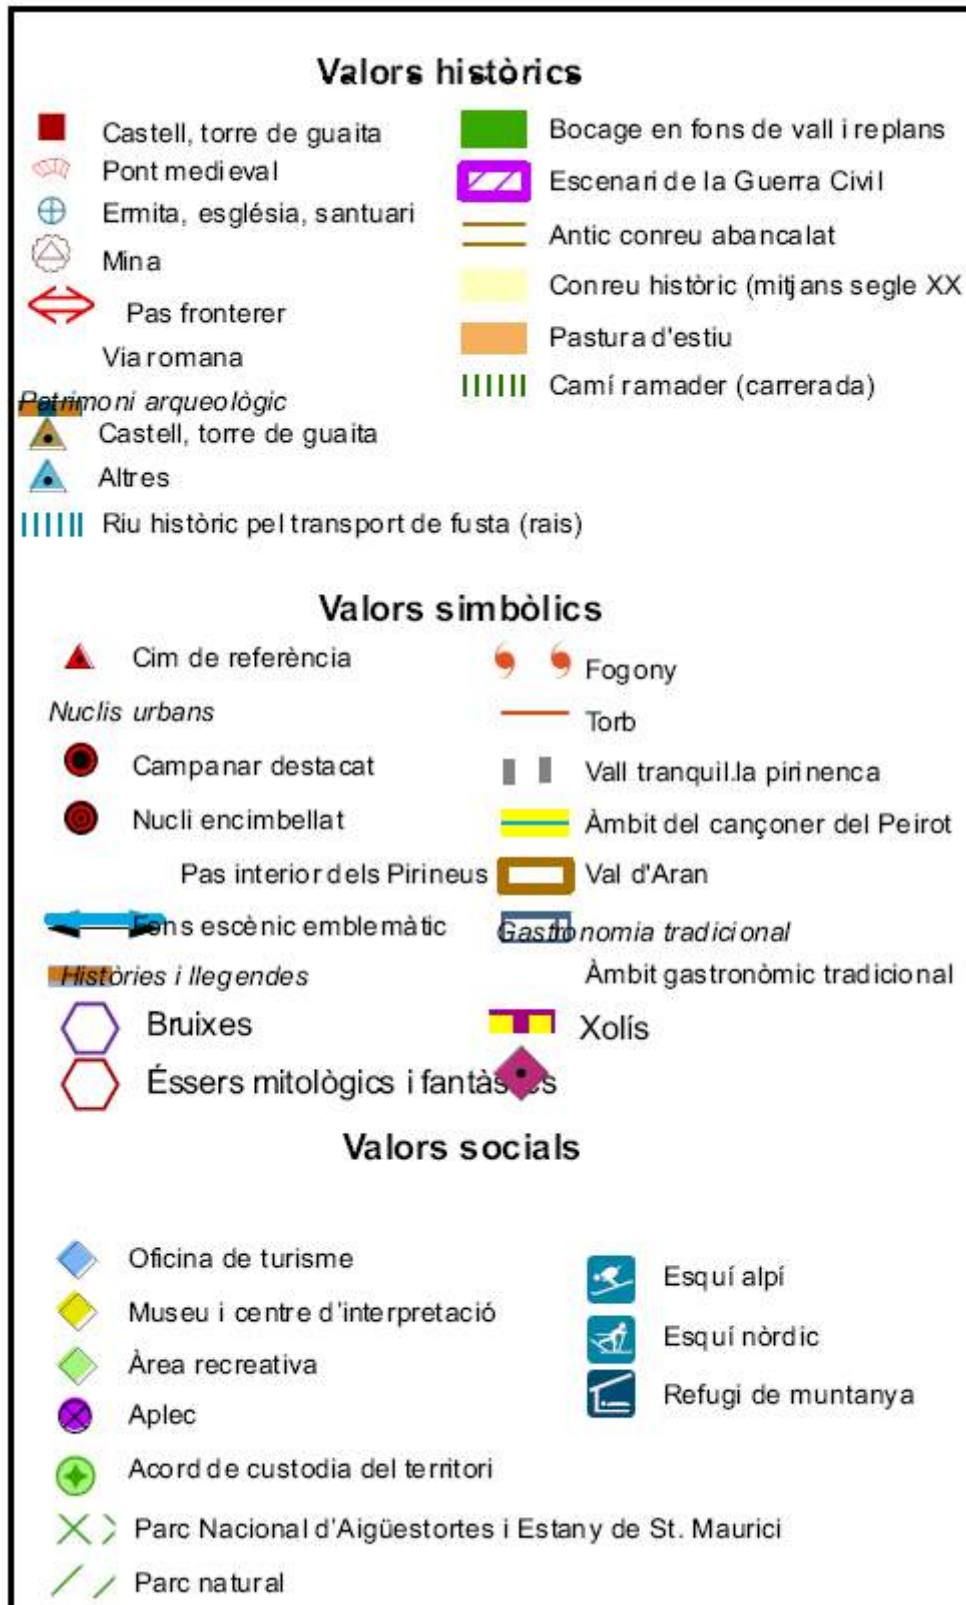 Valors històrics
Castell, torre de guaita
Pont medieval
Ermita, església, santuari
Mina
Pas fronterer
Via romana
Patrimoni arqueològic
Castell, torre de guaita
Altres
Riu històric pel transport de fusta (rais)
Bocage en fons de vall i replans
Escenari de la Guerra Civil
Antic conreu abancalat
Conreu històric (mitjans segle XX
Pastura d'estiu
Camí ramader (carrerada)
Valors simbòlics
Cim de referència
Nuclis urbans
Campanar destacat
Nucli encimbellat
Pas interior dels Pirineus
Fons escènic emblemàtic
Històries i llegendes
Bruixes
Éssers mitològics i fantàstics
Fogony
Torb
Vall tranquil.la pirinenca
Àmbit del cançoner del Peirot
Val d'Aran
Gastronomia tradicional
Àmbit gastronòmic tradicional
Xolís
Valors socials
Oficina de turisme
Museu i centre d'interpretació
Àrea recreativa
Aplec
Acord de custodia del territori
Parc Nacional d'Aigüestortes i Estany de St. Maurici
Parc natural
Esquí alpí
Esquí nòrdic
Refugi de muntanya